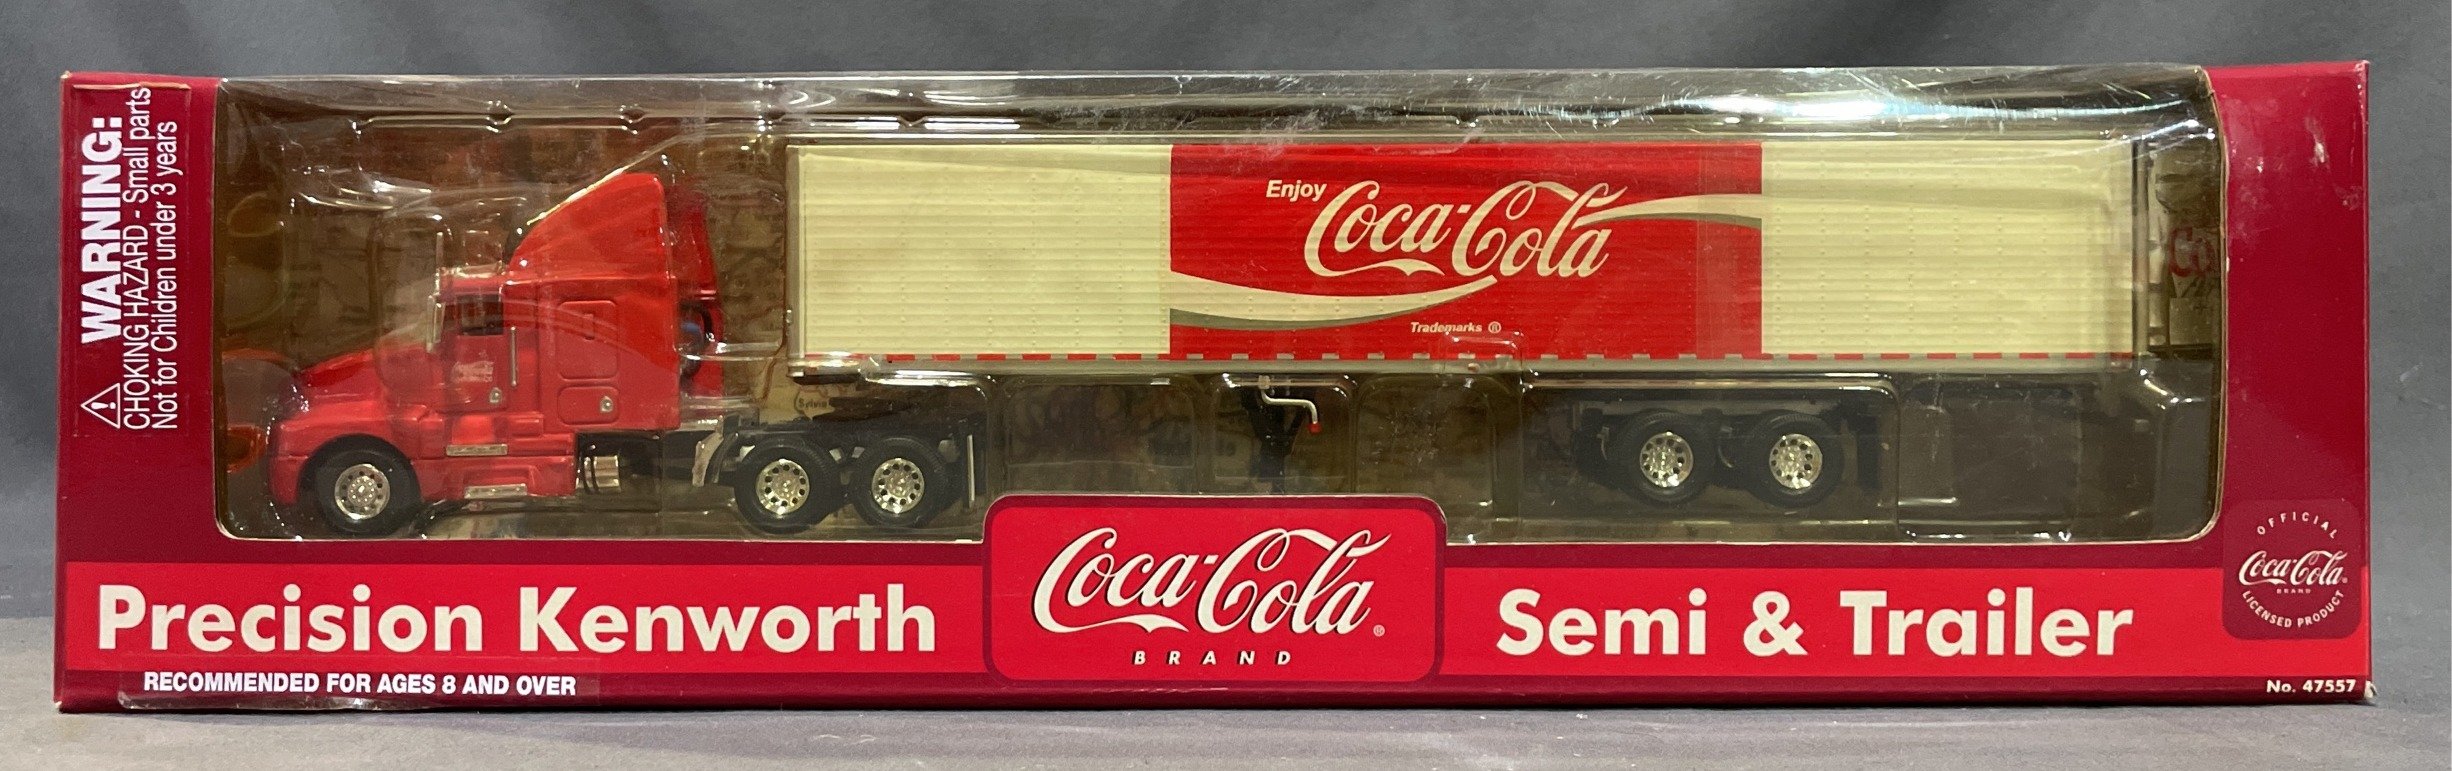 WARNING:
CHOKING HAZARD - Small parts
Not for Children under 3 years
Enjoy
Coca-Cola
Trademarks ®
Sylvia
Precision Kenworth
Coca-Cola®
BRAND
Semi & Trailer
OFFICIAL
Coca-Cola®
BRAND
LICENSED PRODUCT
RECOMMENDED FOR AGES 8 AND OVER
No. 47557